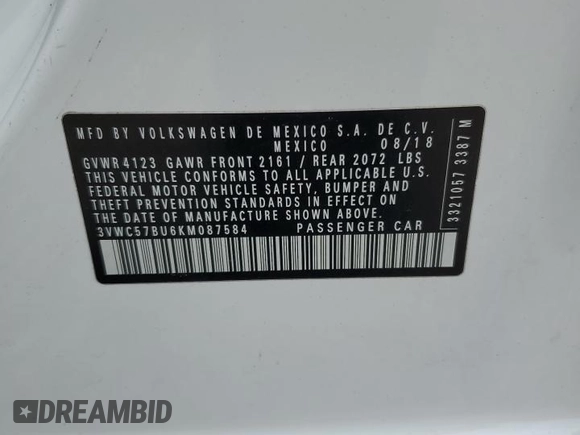 MFD BY VOLKSWAGEN DE MEXICO S.A. DE C.V.
MEXICO 08/18
GVWR 4123 GAWR FRONT 2161 / REAR 2072 LBS
THIS VEHICLE CONFORMS TO ALL APPLICABLE U.S.
FEDERAL MOTOR VEHICLE SAFETY, BUMPER AND
THEFT PREVENTION STANDARDS IN EFFECT ON
DATE OF MANUFACTURE SHOWN ABOVE.
3VWC57BU6KM087584 PASSENGER CAR
3321057 3387 M
DREAMBID